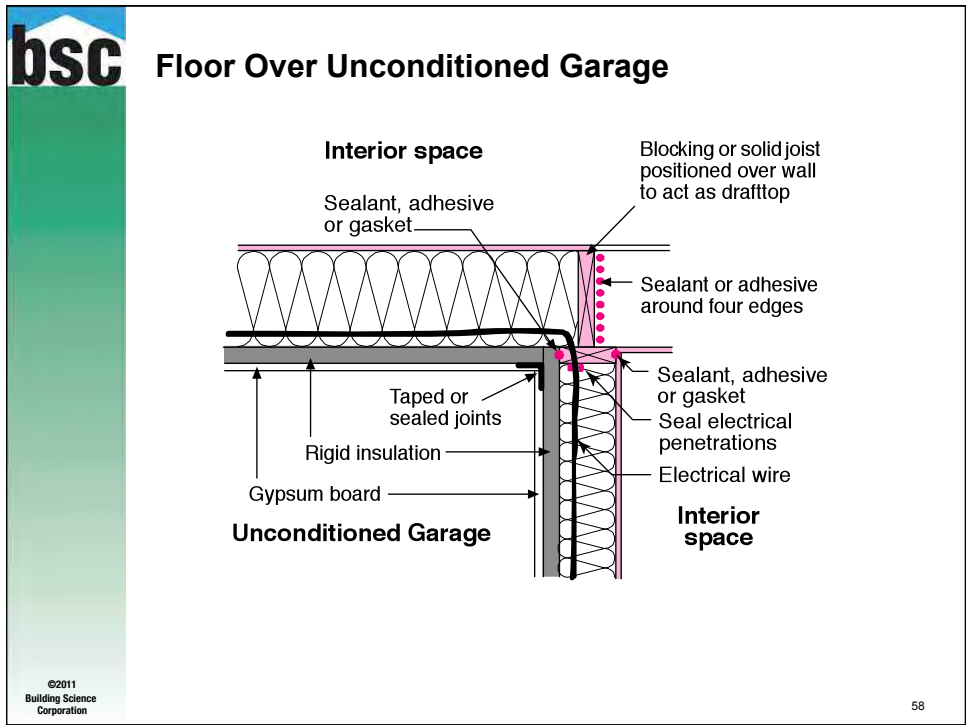 bsc
Floor Over Unconditioned Garage
Interior space
Blocking or solid joist
positioned over wall
to act as drafttop
Sealant, adhesive
or gasket
Sealant or adhesive
around four edges
Sealant, adhesive
or gasket
Taped or
sealed joints
Seal electrical
penetrations
Rigid insulation
Electrical wire
Gypsum board
Unconditioned Garage
Interior
space
©2011
Building Science
Corporation
58